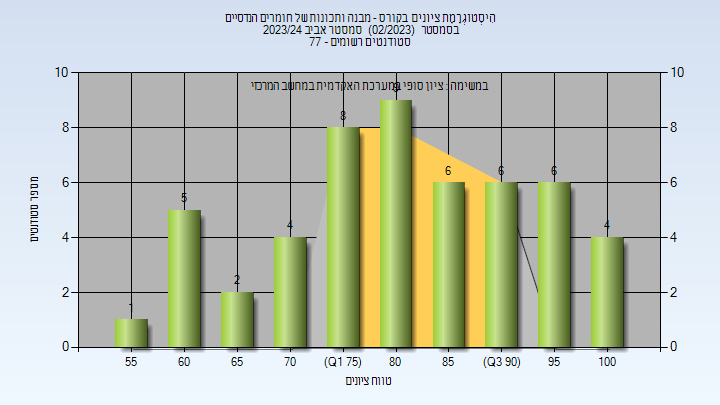 הִיסְטוֹגְרָמַת ציונים בקורס - מבנה ותכונות של חומרים הנדסיים
בסמסטר (02/2023) סמסטר אביב 2023/24
סטודנטים רשומים - 77
במשימה : ציון סופי במערכת האקדמית במחשב המרכזי
מספר סטודנטים
10 10
8 8
6 6
4 4
2 2
0 0
1 5 2 4 8 9 6 6 6 4
55 60 65 70 (Q1 75) 80 85 (Q3 90) 95 100
טווח ציונים